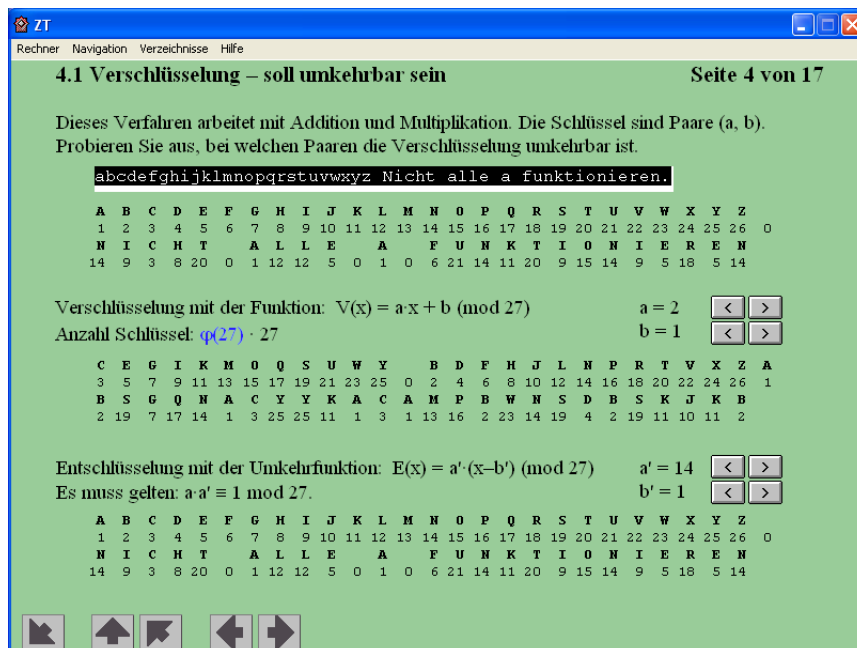 ZT
Rechner Navigation Verzeichnisse Hilfe
4.1 Verschlüsselung – soll umkehrbar sein Seite 4 von 17
Dieses Verfahren arbeitet mit Addition und Multiplikation. Die Schlüssel sind Paare (a, b).
Probieren Sie aus, bei welchen Paaren die Verschlüsselung umkehrbar ist.
abcdefghijklmnopqrstuvwxyz Nicht alle a funktionieren.
A B C D E F G H I J K L M N O P Q R S T U V W X Y Z
1 2 3 4 5 6 7 8 9 10 11 12 13 14 15 16 17 18 19 20 21 22 23 24 25 26 0
N I C H T A L L E A F U N K T I O N I E R E N
14 9 3 8 20 0 1 12 12 5 0 1 0 6 21 14 11 20 9 15 14 9 5 18 5 14
Verschlüsselung mit der Funktion: V(x) = a·x + b (mod 27) a = 2 < >
Anzahl Schlüssel: φ(27) · 27 b = 1 < >
C E G I K M O Q S U W Y B D F H J L N P R T V X Z A
3 5 7 9 11 13 15 17 19 21 23 25 0 2 4 6 8 10 12 14 16 18 20 22 24 26 1
B S G Q N A C Y Y K A C A M P B W N S D B S K J K B
2 19 7 17 14 1 3 25 25 11 1 3 1 13 16 2 23 14 19 4 2 19 11 10 11 2
Entschlüsselung mit der Umkehrfunktion: E(x) = a'·(x–b') (mod 27) a' = 14 < >
Es muss gelten: a·a' ≡ 1 mod 27. b' = 1 < >
A B C D E F G H I J K L M N O P Q R S T U V W X Y Z
1 2 3 4 5 6 7 8 9 10 11 12 13 14 15 16 17 18 19 20 21 22 23 24 25 26 0
N I C H T A L L E A F U N K T I O N I E R E N
14 9 3 8 20 0 1 12 12 5 0 1 0 6 21 14 11 20 9 15 14 9 5 18 5 14